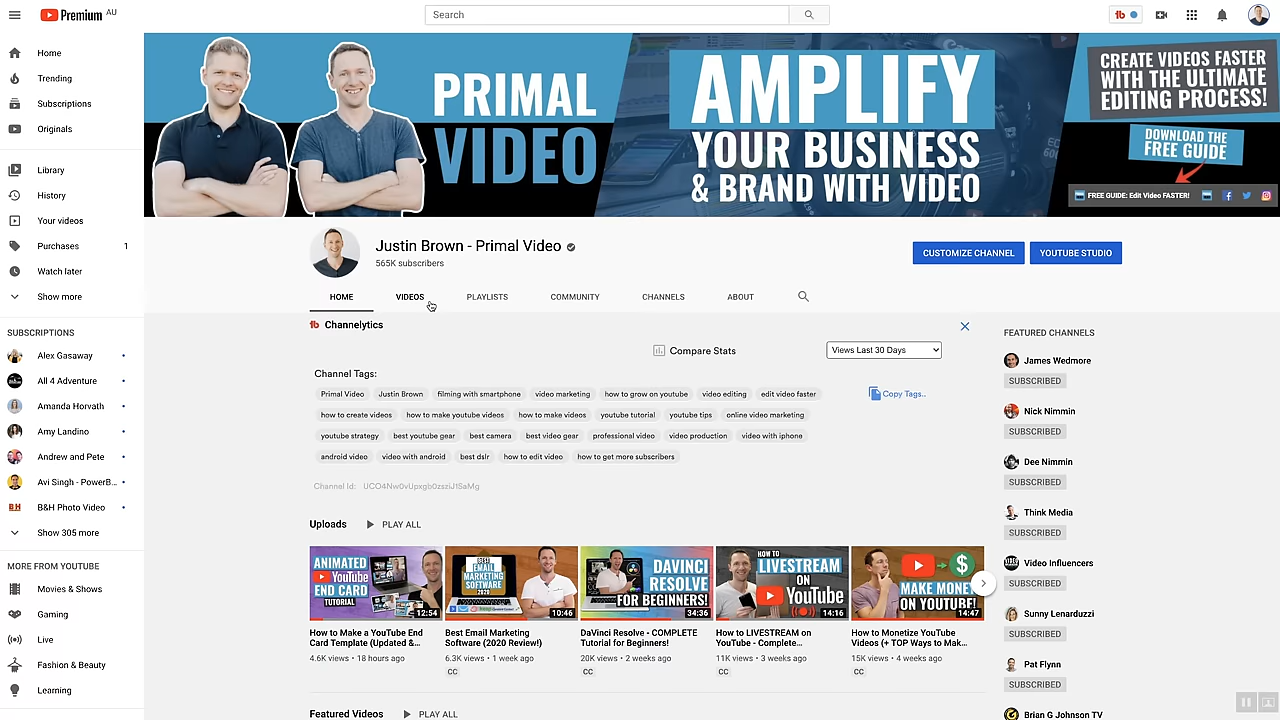 Premium AU
Search
Home
Trending
Subscriptions
Originals
Library
History
Your videos
Purchases 1
Watch later
Show more
SUBSCRIPTIONS
Alex Gasaway
All 4 Adventure
Amanda Horvath
Amy Landino
Andrew and Pete
Avi Singh - PowerB...
B&H Photo Video
Show 305 more
MORE FROM YOUTUBE
Movies & Shows
Gaming
Live
Fashion & Beauty
Learning
PRIMAL
VIDEO
AMPLIFY
YOUR BUSINESS
& BRAND WITH VIDEO
CREATE VIDEOS FASTER
WITH THE ULTIMATE
EDITING PROCESS!
DOWNLOAD THE
FREE GUIDE
FREE GUIDE: Edit Video FASTER!
Justin Brown - Primal Video
565K subscribers
CUSTOMIZE CHANNEL
YOUTUBE STUDIO
HOME VIDEOS PLAYLISTS COMMUNITY CHANNELS ABOUT
Channelytics
Compare Stats
Views Last 30 Days
Channel Tags:
Primal Video Justin Brown filming with smartphone video marketing how to grow on youtube video editing edit video faster
Copy Tags..
how to create videos how to make youtube videos how to make videos youtube tutorial youtube tips online video marketing
youtube strategy best youtube gear best camera best video gear professional video video production video with iphone
android video video with android best dslr how to edit video how to get more subscribers
Channel Id: UCO4Nw0vUpxgb0zsziJ1SaMg
Uploads PLAY ALL
ANIMATED
YouTube
END CARD
TUTORIAL
12:54
How to Make a YouTube End
Card Template (Updated &...
4.6K views • 18 hours ago
BEST
EMAIL
MARKETING
SOFTWARE
2020
10:46
Best Email Marketing
Software (2020 Review!)
6.3K views • 1 week ago
CC
DAVINCI
RESOLVE
FOR BEGINNERS!
34:36
DaVinci Resolve - COMPLETE
Tutorial for Beginners!
20K views • 2 weeks ago
CC
HOW TO
LIVESTREAM
ON
YouTube
14:16
How to LIVESTREAM on
YouTube - Complete...
11K views • 3 weeks ago
CC
$
MAKE MONEY
ON YOUTUBE!
14:47
How to Monetize YouTube
Videos (+ TOP Ways to Mak...
15K views • 4 weeks ago
CC
Featured Videos PLAY ALL
FEATURED CHANNELS
James Wedmore
SUBSCRIBED
Nick Nimmin
SUBSCRIBED
Dee Nimmin
SUBSCRIBED
Think Media
SUBSCRIBED
Video Influencers
SUBSCRIBED
Sunny Lenarduzzi
SUBSCRIBED
Pat Flynn
SUBSCRIBED
Brian G Johnson TV